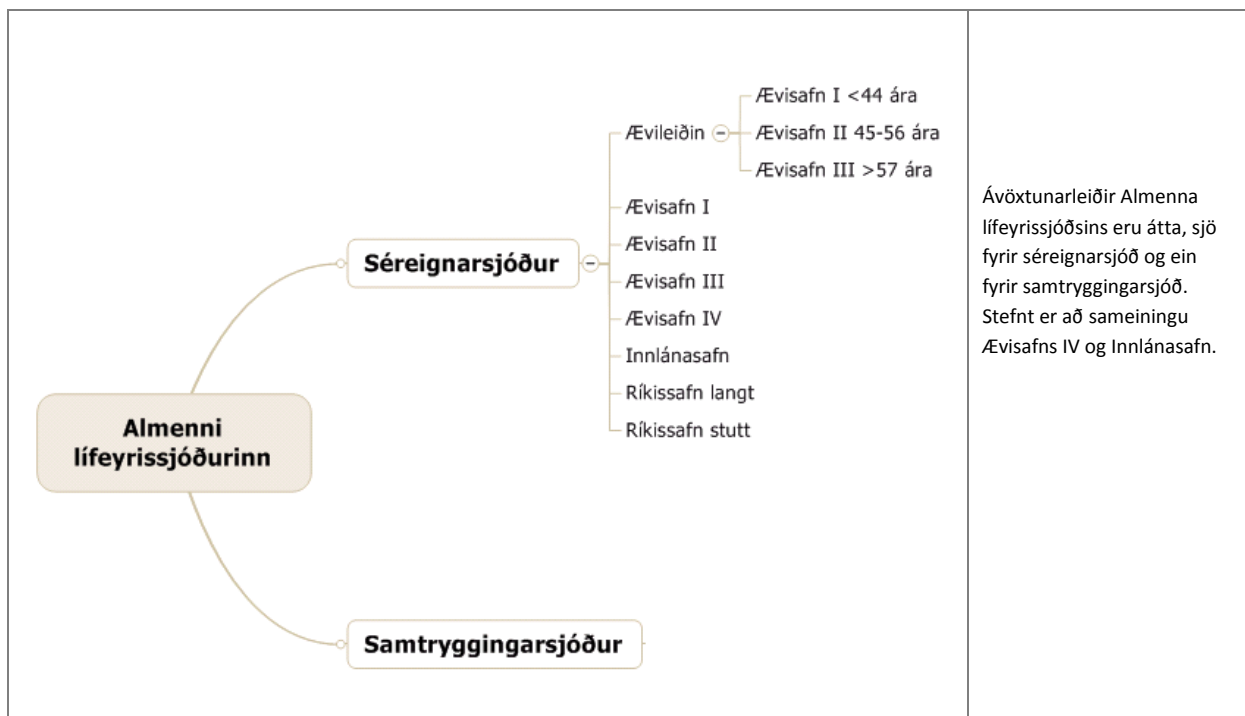 Ævisafn I <44 ára
Ævileiðin
Ævisafn II 45-56 ára
Ævisafn III >57 ára
Ævisafn I
Ævisafn II
Séreignarsjóður
Ævisafn III
Ævisafn IV
Innlánasafn
Ríkissafn langt
Ríkissafn stutt
Almenni
lífeyrissjóðurinn
Samtryggingarsjóður
Ávöxtunarleiðir Almenna
lífeyrissjóðsins eru átta, sjö
fyrir séreignarsjóð og ein
fyrir samtryggingarsjóð.
Stefnt er að sameiningu
Ævisafns IV og Innlánasafn.